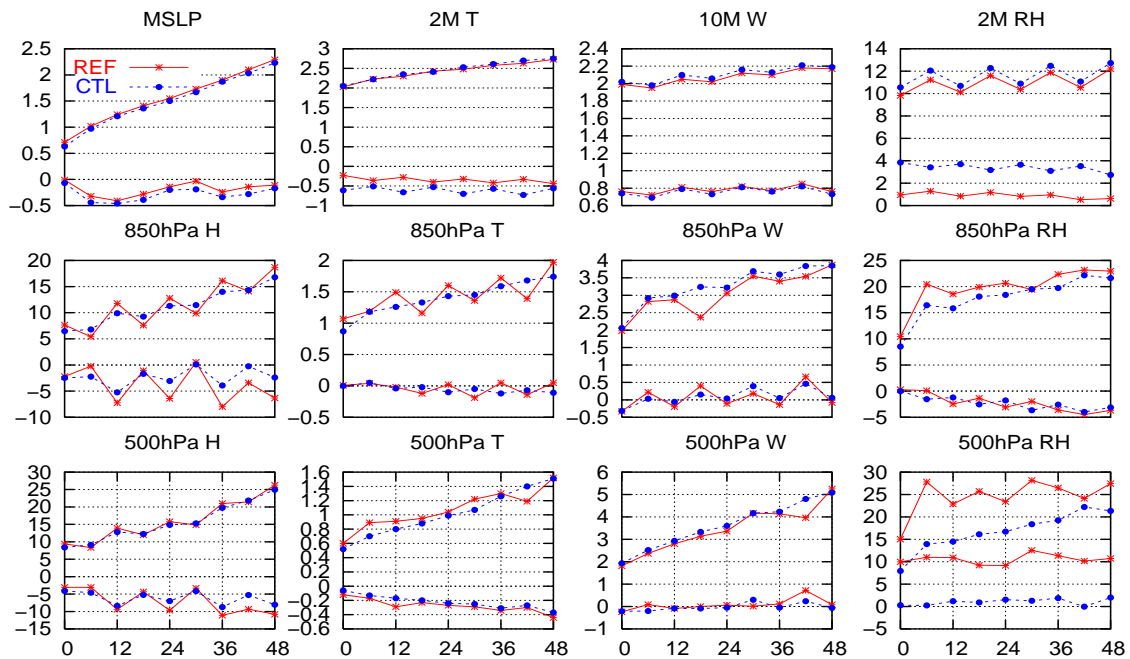 MSLP 2M T 10M W 2M RH
2.5 3 2.4 14
REF 2.5 2.2 12
2 2 2 10
CTL 1.5 1.8 8
1.5 1 1.6 6
1 0.5 1.4 4
0.5 0 1.2 2
0 −0.5 1 0
−0.5 −1 0.8
0.6
850hPa H 850hPa T 850hPa W 850hPa RH
20 2 4 25
15 1.5 3.5 20
10 1 3 15
5 0.5 2.5 10
0 0 2 5
−5 −0.5 1.5 0
−10 1 −5
0.5
0
−0.5
500hPa H 500hPa T 500hPa W 500hPa RH
30 1.6 6 30
25 1.4 5 25
20 1.2 4 20
15 1 3 15
10 0.8 2 10
5 0.6 1 5
0 0.4 0 0
−5 0.2 −1 −5
−10 0
−15 −0.2
−0.4
−0.6
0 12 24 36 48 0 12 24 36 48 0 12 24 36 48 0 12 24 36 48